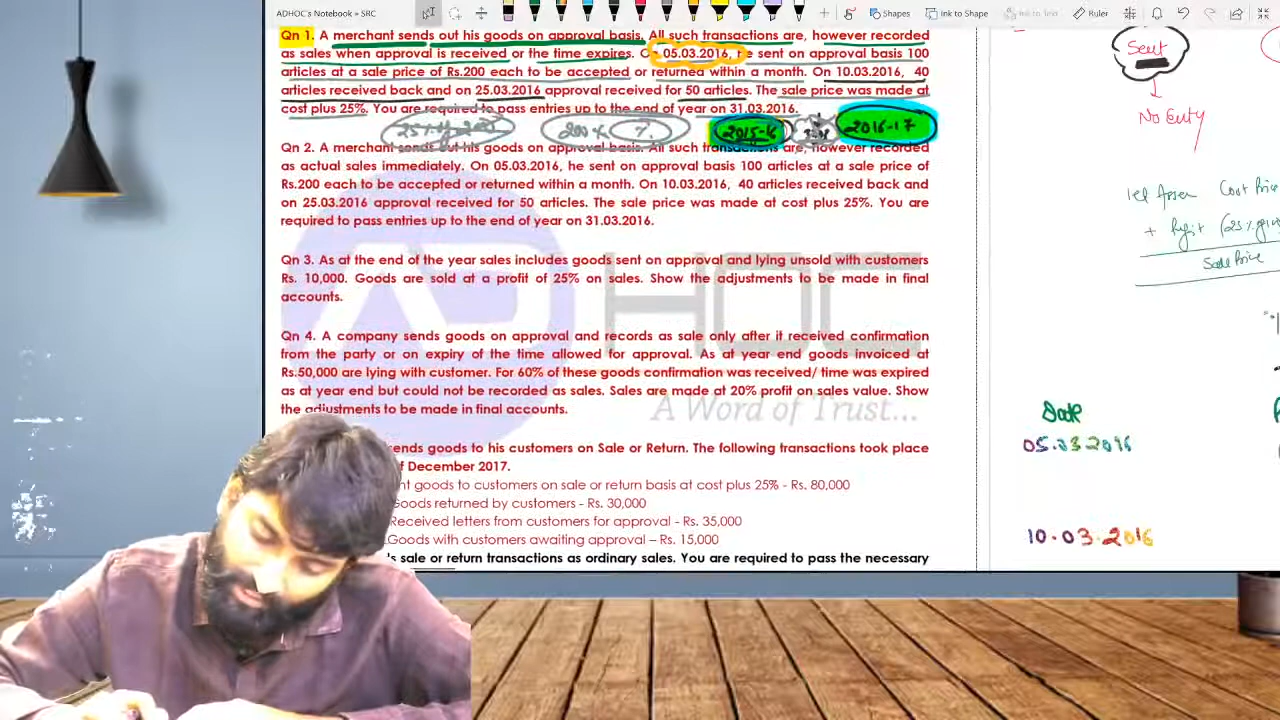 ADHOC's Notebook » SRC
Shapes
Ink to Shape
Ink to Text
Ruler
Qn 1. A merchant sends out his goods on approval basis. All such transactions are, however recorded
as sales when approval is received or the time expires. On 05.03.2016, he sent on approval basis 100
articles at a sale price of Rs.200 each to be accepted or returned within a month. On 10.03.2016, 40
articles received back and on 25.03.2016 approval received for 50 articles. The sale price was made at
cost plus 25%. You are required to pass entries up to the end of year on 31.03.2016.
2015-16
2016-17
Qn 2. A merchant sends out his goods on approval basis. All such transactions are, however recorded
as actual sales immediately. On 05.03.2016, he sent on approval basis 100 articles at a sale price of
Rs.200 each to be accepted or returned within a month. On 10.03.2016, 40 articles received back and
on 25.03.2016 approval received for 50 articles. The sale price was made at cost plus 25%. You are
required to pass entries up to the end of year on 31.03.2016.
Qn 3. As at the end of the year sales includes goods sent on approval and lying unsold with customers
Rs. 10,000. Goods are sold at a profit of 25% on sales. Show the adjustments to be made in final
accounts.
Qn 4. A company sends goods on approval and records as sale only after it received confirmation
from the party or on expiry of the time allowed for approval. As at year end goods invoiced at
Rs.50,000 are lying with customer. For 60% of these goods confirmation was received/ time was expired
as at year end but could not be recorded as sales. Sales are made at 20% profit on sales value. Show
the adjustments to be made in final accounts.
ADHOC
A Word of Trust...
ends goods to his customers on Sale or Return. The following transactions took place
f December 2017.
nt goods to customers on sale or return basis at cost plus 25% - Rs. 80,000
Goods returned by customers - Rs. 30,000
Received letters from customers for approval - Rs. 35,000
Goods with customers awaiting approval – Rs. 15,000
s sale or return transactions as ordinary sales. You are required to pass the necessary
Sent
No Entry
Cost Price
+
Sale Price
Date
05.03.2016
10.03.2016